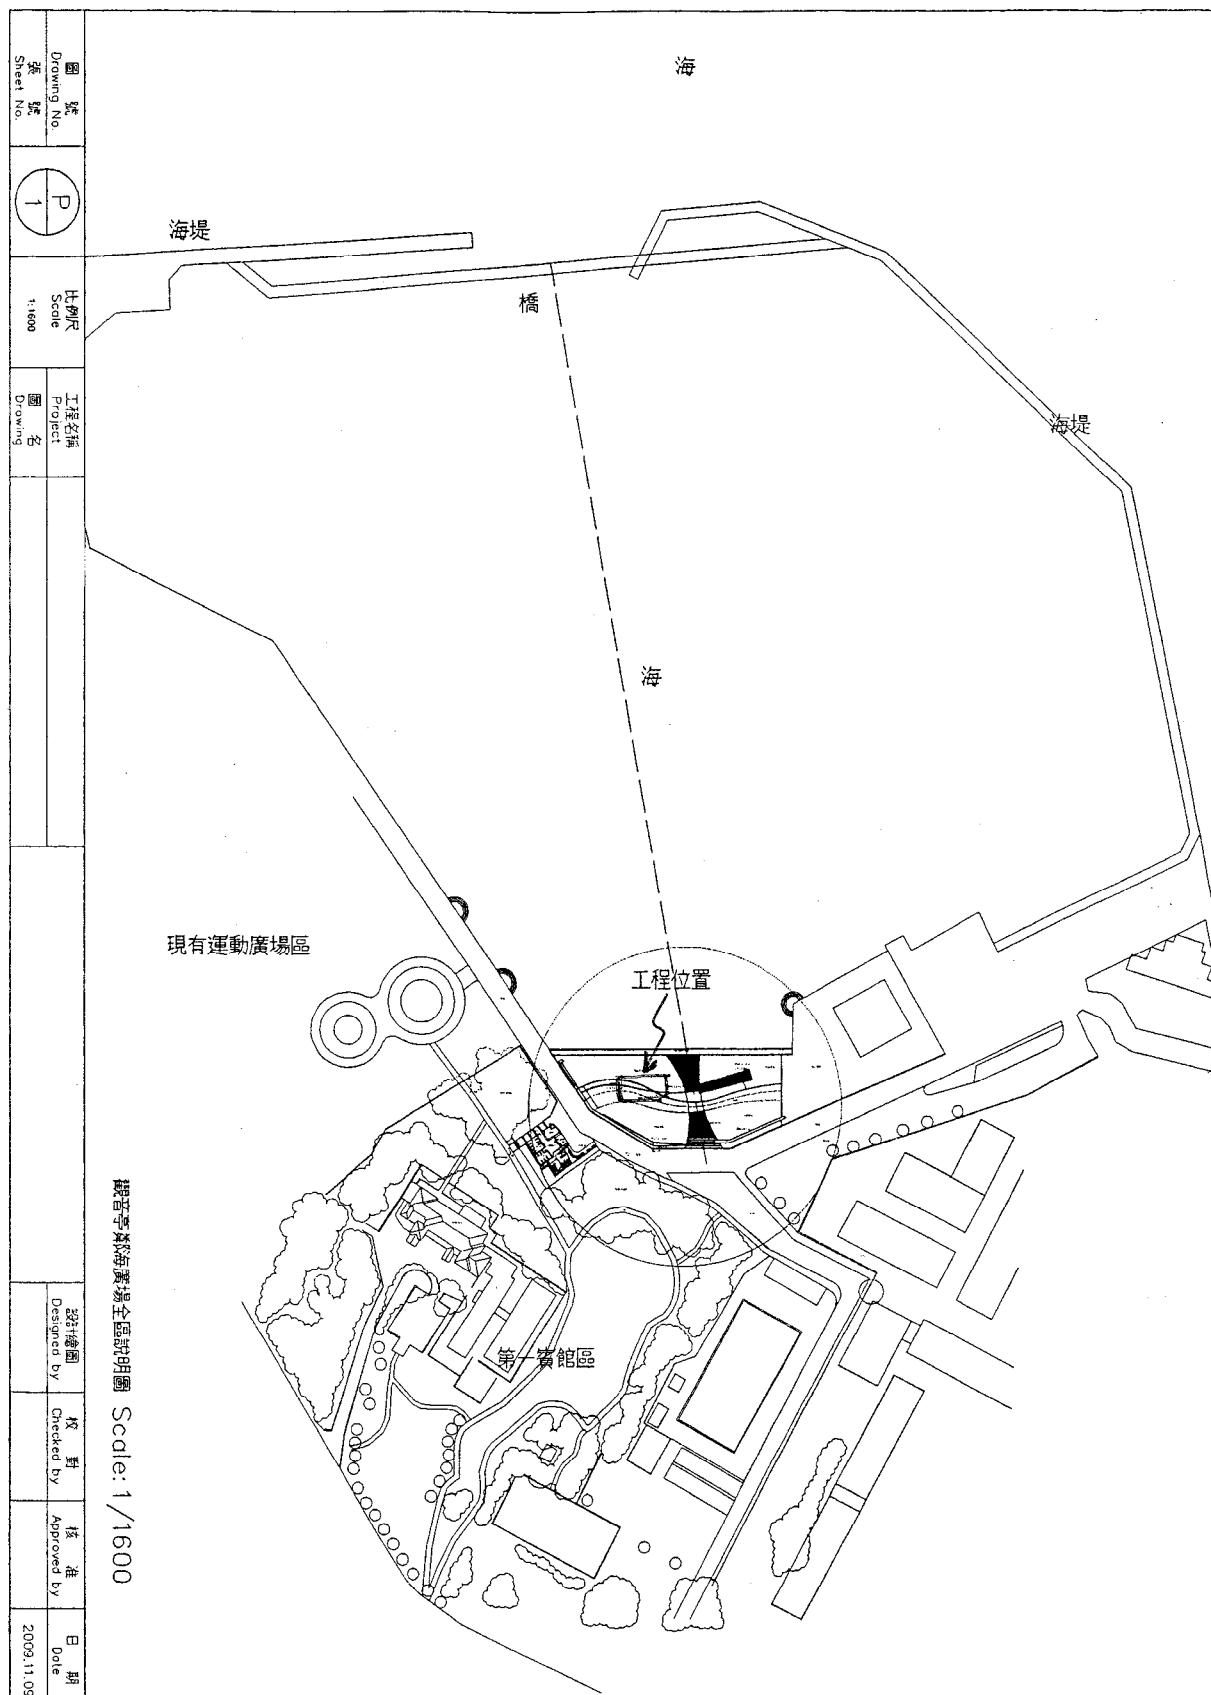 海
海堤
橋
海堤
海
現有運動廣場區
工程位置
第一賓館區
觀音亭鄰海廣場全區說明圖 Scale: 1/1600
圖 號
Drawing No.
張 號
Sheet No.
P
1
比例尺
Scale
1:1600
工程名稱
Project
圖 名
Drawing
設計繪圖
Designed by
校 對
Checked by
核 准
Approved by
日 期
Date
2009.11.09